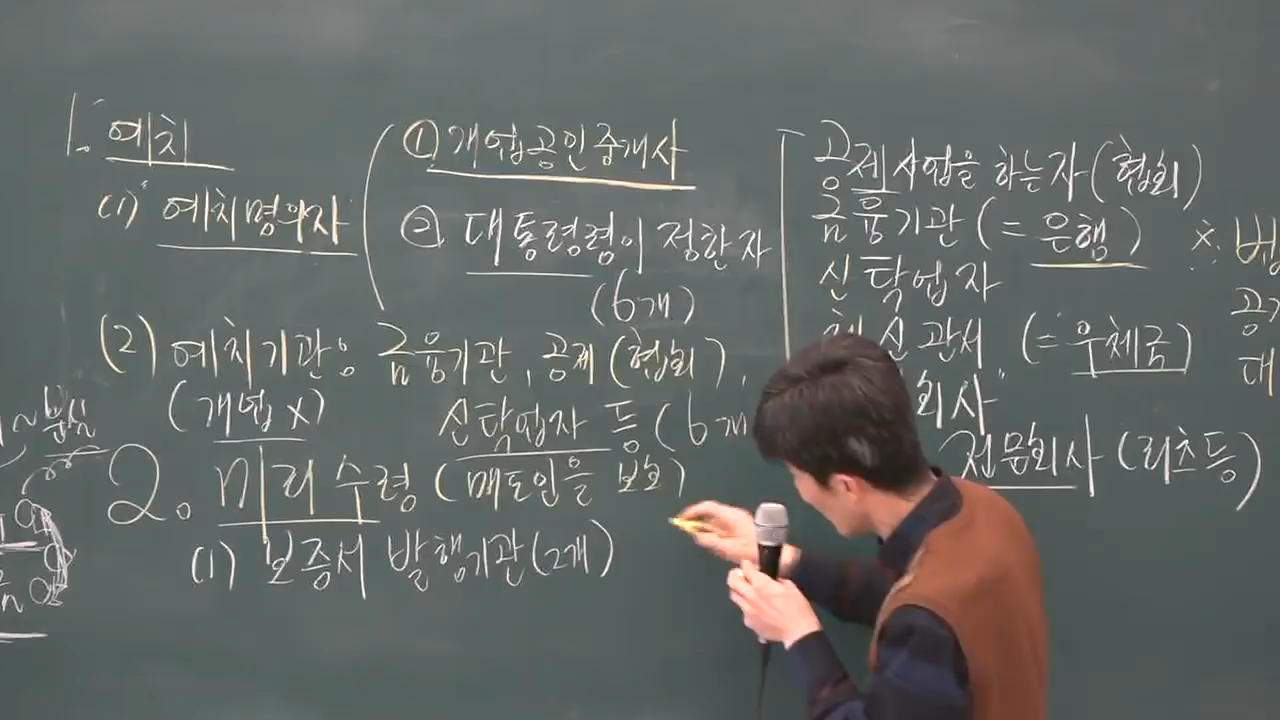 1. 예치
(1) 예치명의자
① 개업공인중개사
② 대통령령이 정한 자
(6개)
공제사업을 하는자 (협회)
금융기관 (= 은행)
신탁업자
신관서 (= 우체국)
회사
전문회사 (리츠등)
※
공
대
(2) 예치기관 : 금융기관, 공제(협회),
(개법 X)
신탁업자 등 (6개
2. 미리 수령 (매도인을 보호)
(1) 보증서 발행기관 (2개)